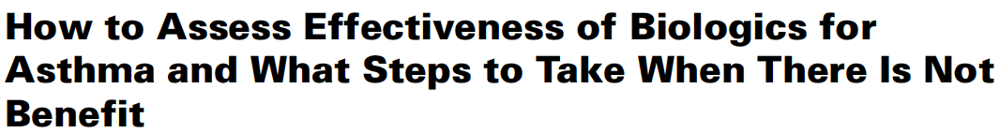 How to Assess Effectiveness of Biologics for
Asthma and What Steps to Take When There Is Not
Benefit